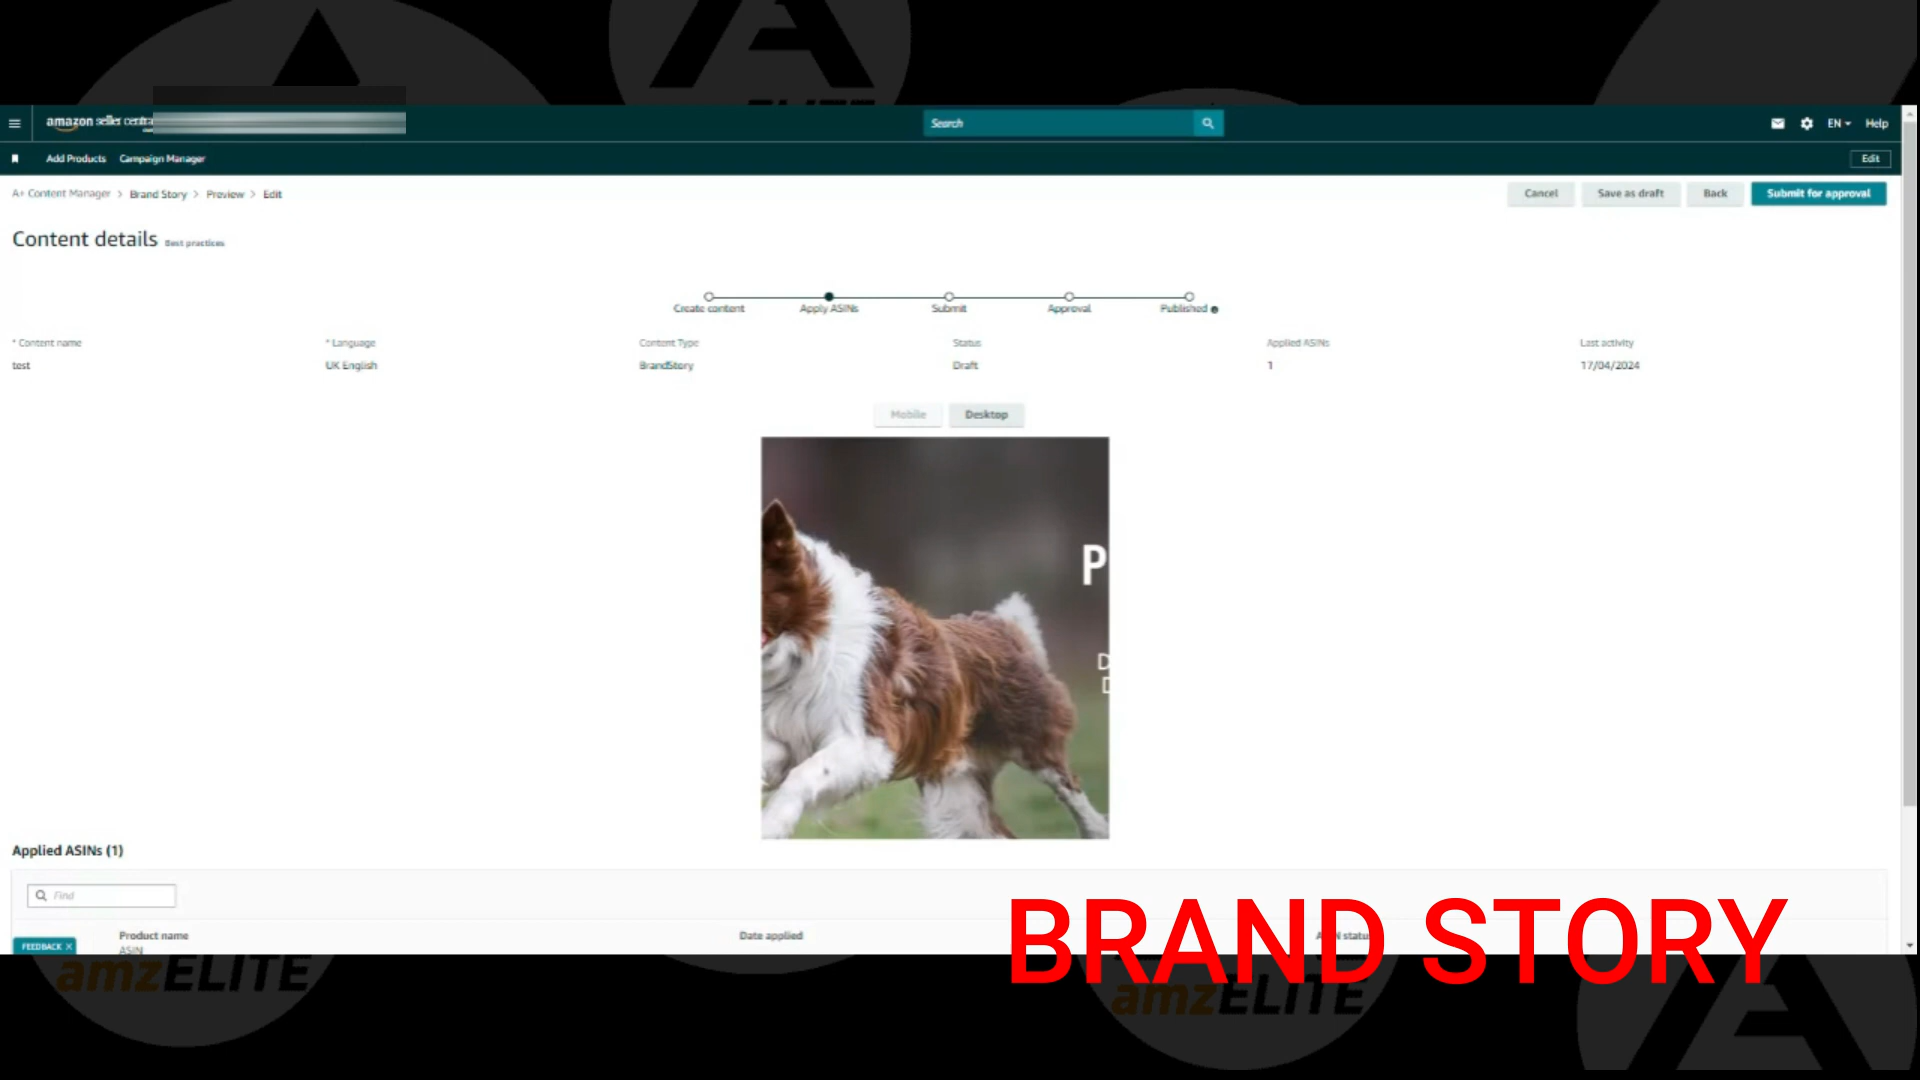 ELITE
amazon seller central
Search
EN
Help
Add Products
Campaign Manager
Edit
A+ Content Manager > Brand Story > Preview > Edit
Cancel
Save as draft
Back
Submit for approval
Content details
Best practices
Create content
Apply ASINs
Submit
Approval
Published
* Content name
* Language
Content Type
Status
Applied ASINs
Last activity
test
UK English
BrandStory
Draft
1
17/04/2024
Mobile
Desktop
P
D
D
Applied ASINs (1)
Find
FEEDBACK X
Product name
ASIN
Date applied
BRAND STORY
amzELITE
amzELITE